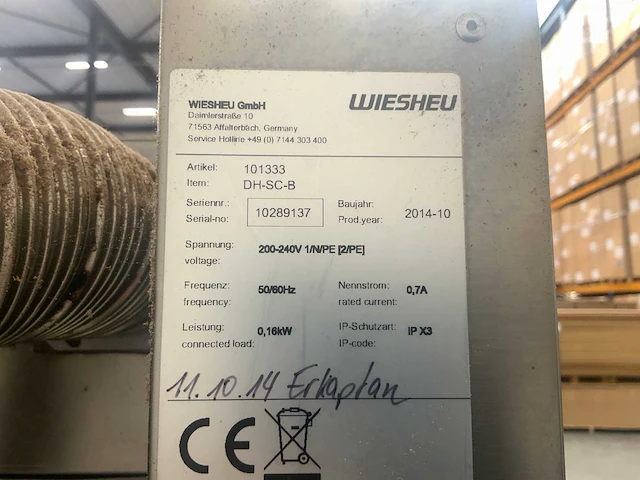 WIESHEU GmbH
Daimlerstraße 10
71563 Affalterbach, Germany
Service Hotline +49 (0) 7144 303 400
WIESHEU
Artikel: 101333
Item: DH-SC-B
Seriennr.: Baujahr:
Serial-no: 10289137 Prod.year: 2014-10
Spannung: 200-240V 1/N/PE [2/PE]
voltage:
Frequenz: 50/60Hz Nennstrom: 0,7A
frequency: rated current:
Leistung: 0,16kW IP-Schutzart: IP X3
connected load: IP-code:
11.10.14 Erkaptan
CE